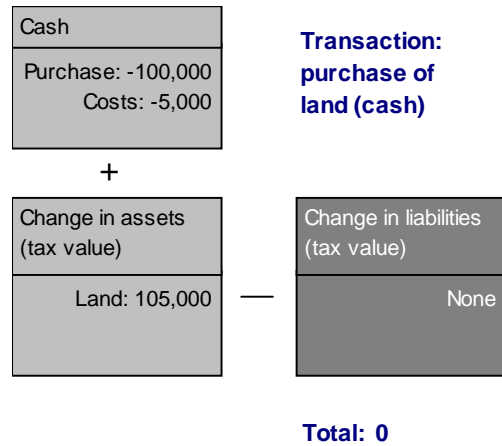 Cash
Purchase: -100,000
Costs: -5,000
Transaction:
purchase of
land (cash)
+
Change in assets
(tax value)
Land: 105,000
—
Change in liabilities
(tax value)
None
Total: 0